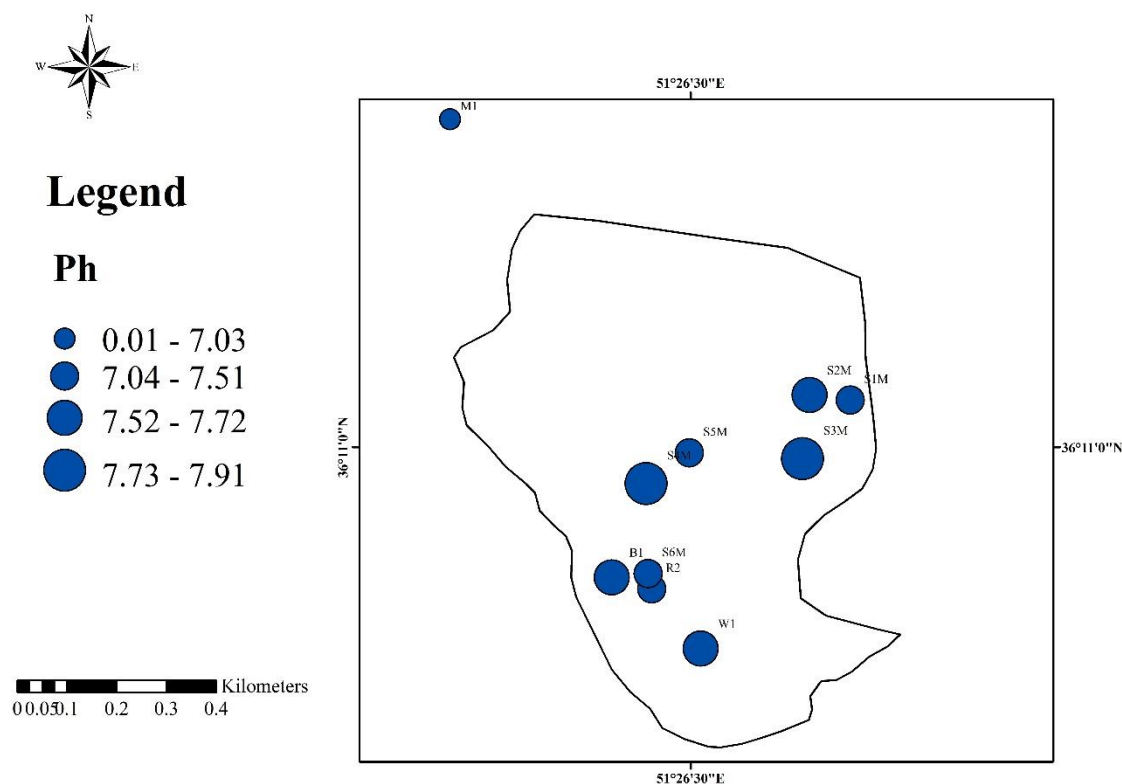 N
W
E
S
Legend
Ph
0.01 - 7.03
7.04 - 7.51
7.52 - 7.72
7.73 - 7.91
Kilometers
0 0.050.1 0.2 0.3 0.4
51°26'30"E
M1
S2M
S1M
S3M
S5M
S4M
36°11'0"N
36°11'0"N
B1
S6M
R2
W1
51°26'30"E